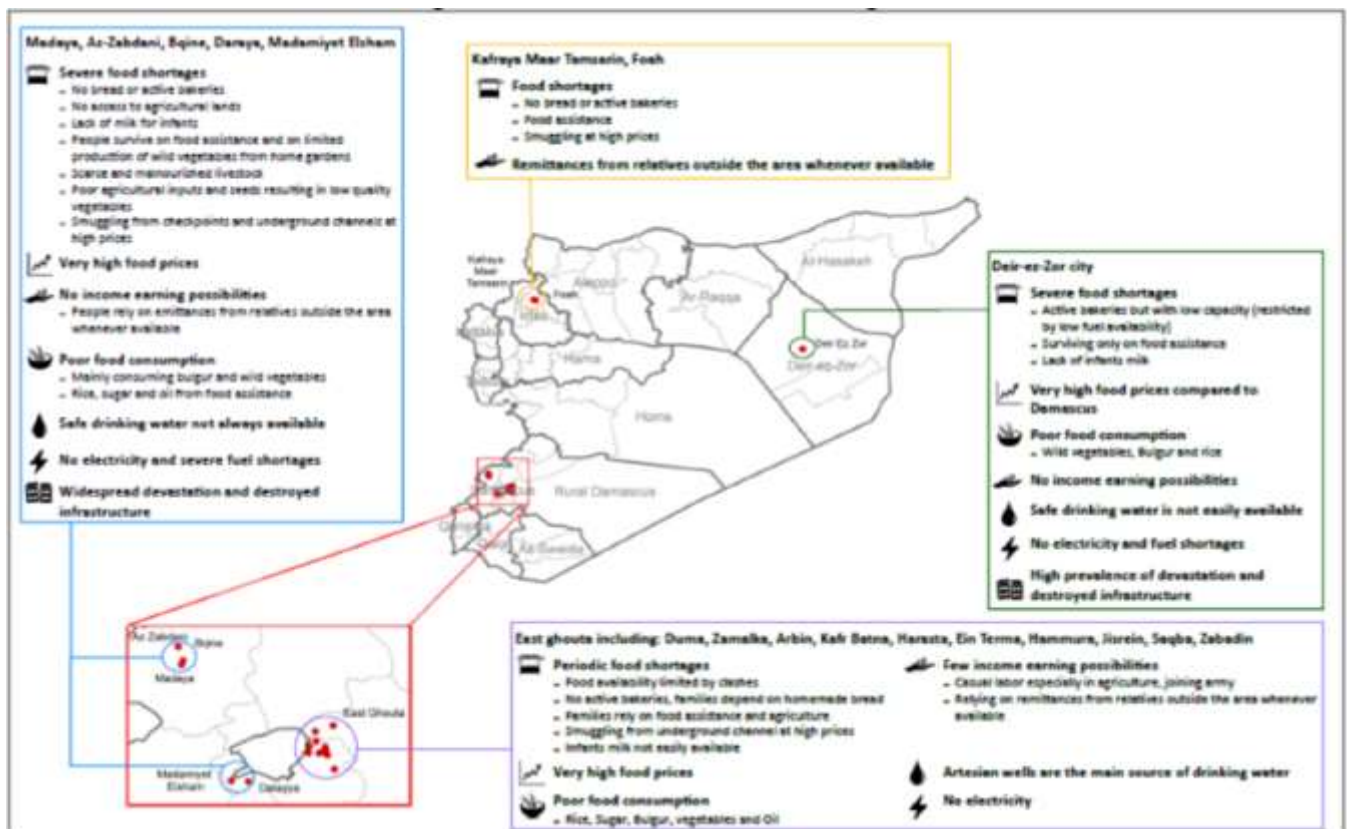 Madaya, Az-Zabdani, Bqine, Daraya, Madamiyet Elsham
Severe food shortages
- No bread or active bakeries
- No access to agricultural lands
- Lack of milk for infants
- People survive on food assistance and on limited
production of wild vegetables from home gardens
- Scarce and malnourished livestock
- Poor agricultural inputs and seeds resulting in low quality
vegetables
- Smuggling from checkpoints and underground channels at
high prices
Very high food prices
No income earning possibilities
- People rely on emittances from relatives outside the area
whenever available
Poor food consumption
- Mainly consuming bulgur and wild vegetables
- Rice, sugar and oil from food assistance
Safe drinking water not always available
No electricity and severe fuel shortages
Widespread devastation and destroyed
infrastructure
Kafraya Maar Tamsarin, Foah
Food shortages
- No bread or active bakeries
- Food assistance
- Smuggling at high prices
Remittances from relatives outside the area whenever available
Kafraya
Maar
Tamsarin
Foah
Idleb
Aleppo
Ar-Raqqa
Al-Hasakeh
Hama
Homs
Deir Ez Zor
Deir-ez-Zor
Rural Damascus
As-Sweida
Deir-ez-Zor city
Severe food shortages
- Active bakeries but with low capacity (restricted
by low fuel availability)
- Surviving only on food assistance
- Lack of infants milk
Very high food prices compared to
Damascus
Poor food consumption
- Wild vegetables, Bulgur and rice
No income earning possibilities
Safe drinking water is not easily available
No electricity and fuel shortages
High prevalence of devastation and
destroyed infrastructure
Az Zabdani
Bqine
Madaya
East Ghouta
Madamiyet
Elsham
Darayya
East ghouta including: Duma, Zamalka, Arbin, Kafr Batna, Harasta, Ein Terma, Hammura, Jisrein, Saqba, Zabadin
Periodic food shortages
- Food availability limited by clashes
- No active bakeries, families depend on homemade bread
- Families rely on food assistance and agriculture
- Smuggling from underground channel at high prices
- Infants milk not easily available
Very high food prices
Poor food consumption
- Rice, Sugar, Bulgur, vegetables and Oil
Few income earning possibilities
- Casual labor especially in agriculture, joining army
- Relying on remittances from relatives outside the area whenever
available
Artesian wells are the main source of drinking water
No electricity